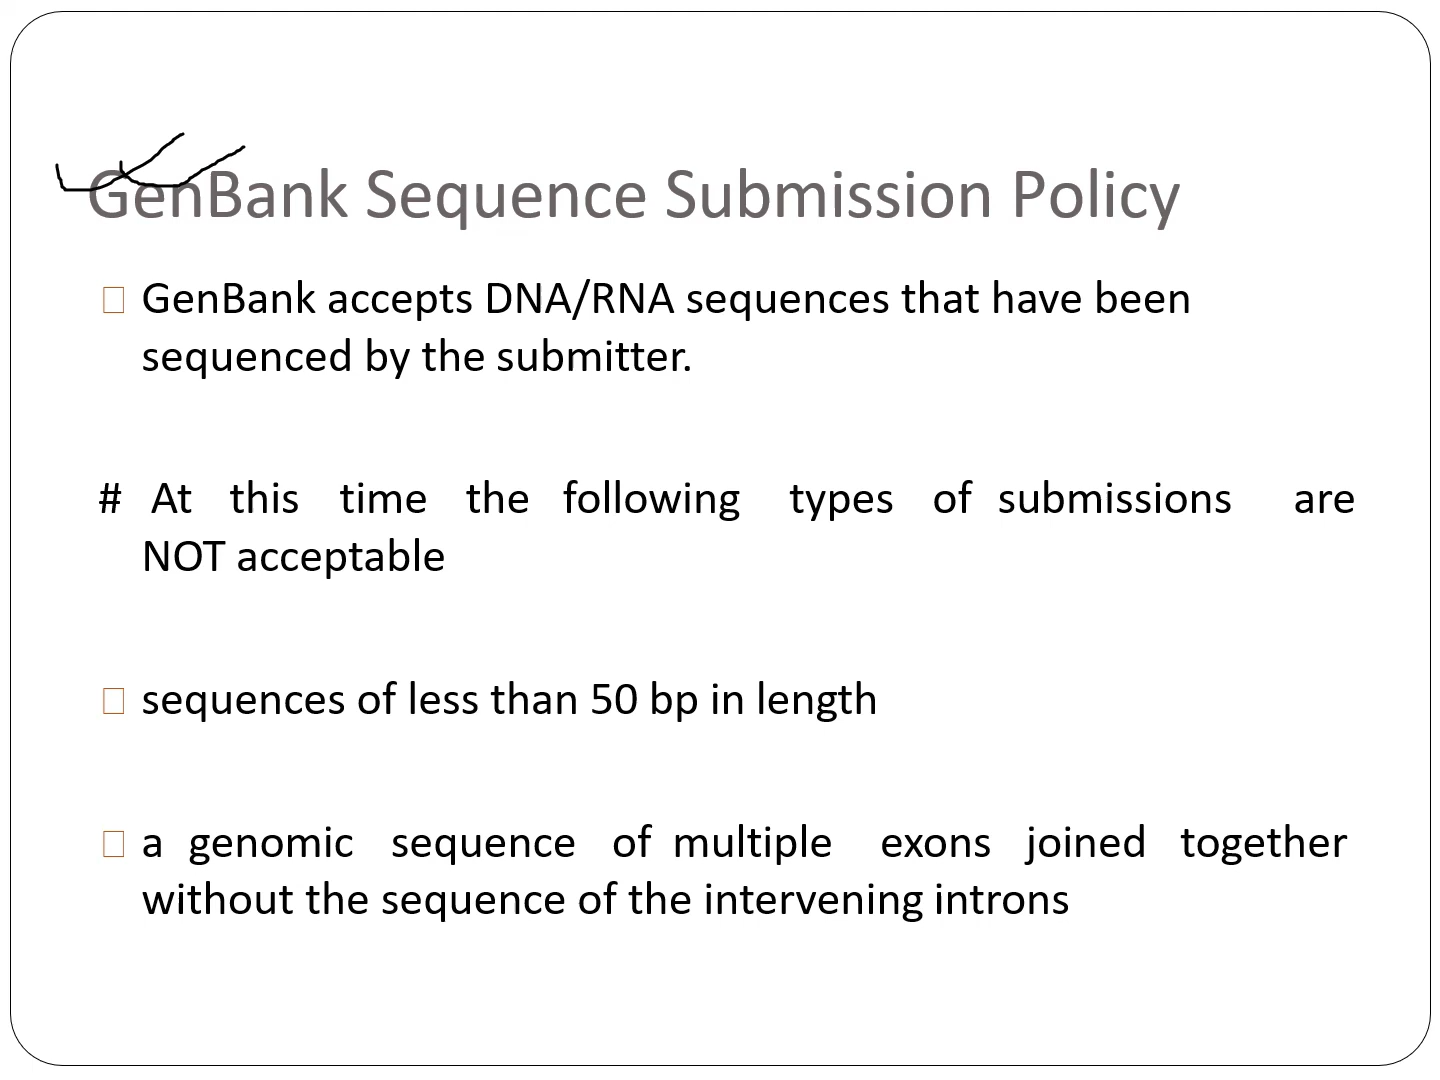 GenBank Sequence Submission Policy
GenBank accepts DNA/RNA sequences that have been
sequenced by the submitter.
# At this time the following types of submissions are
NOT acceptable
sequences of less than 50 bp in length
a genomic sequence of multiple exons joined together
without the sequence of the intervening introns